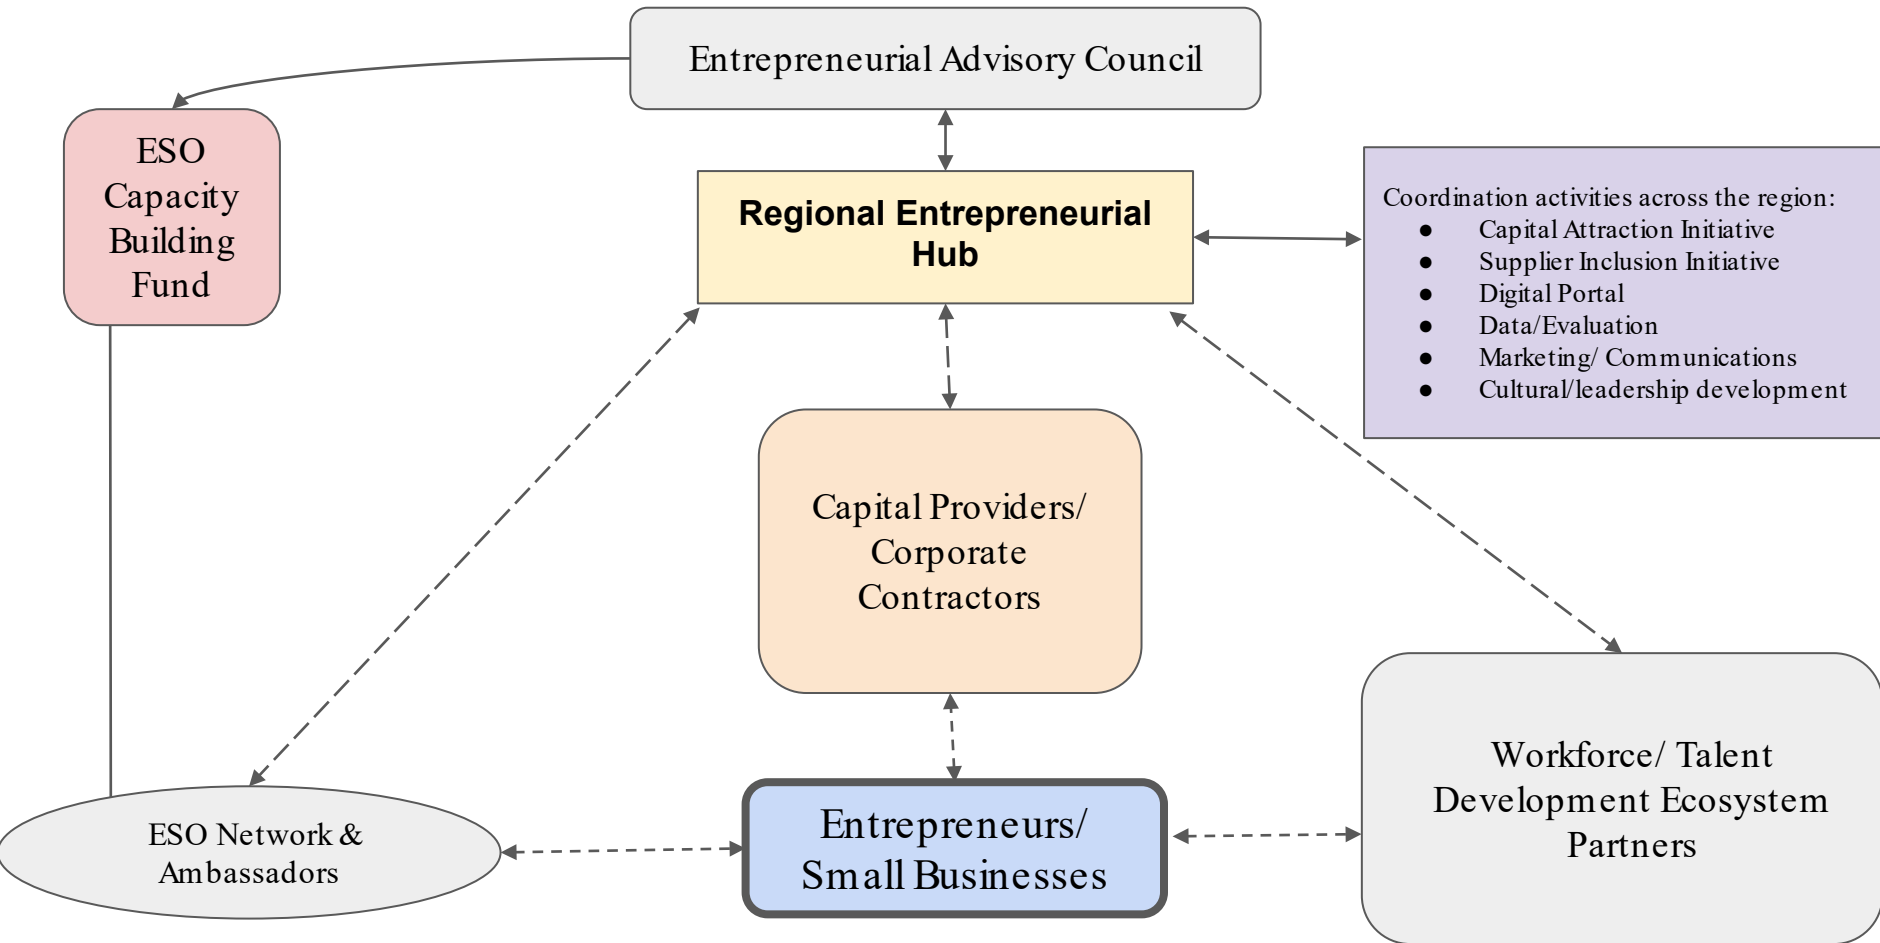 Entrepreneurial Advisory Council
ESO
Capacity
Building
Fund
Regional Entrepreneurial
Hub
Coordination activities across the region:
● Capital Attraction Initiative
● Supplier Inclusion Initiative
● Digital Portal
● Data/Evaluation
● Marketing/ Communications
● Cultural/leadership development
Capital Providers/
Corporate
Contractors
Workforce/ Talent
Development Ecosystem
Partners
ESO Network &
Ambassadors
Entrepreneurs/
Small Businesses